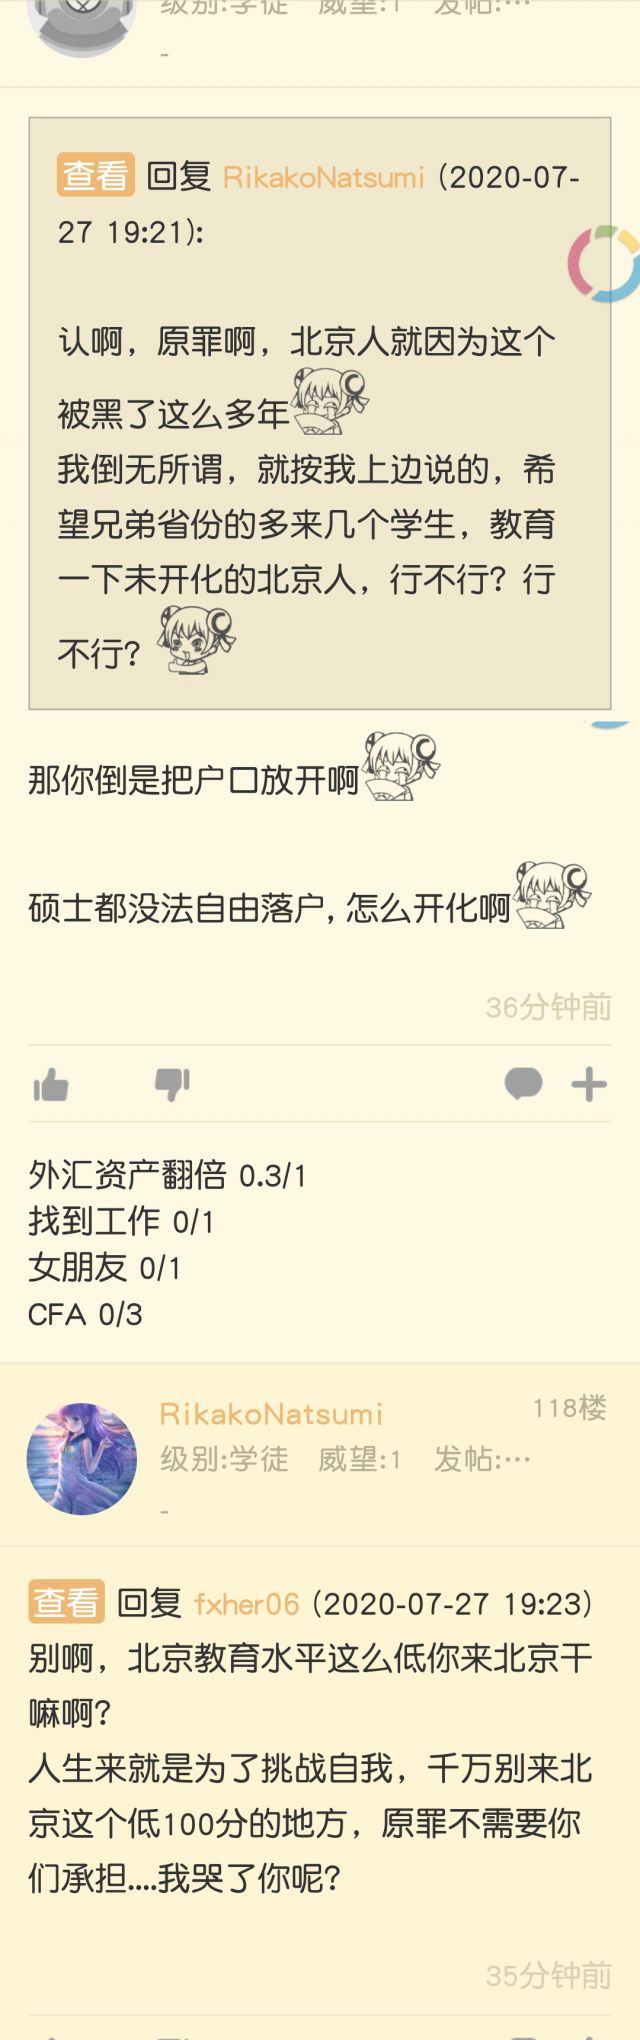 级别:学徒 威望:1 发帖:···
-
查看 回复 RikakoNatsumi (2020-07-
27 19:21):
认啊，原罪啊，北京人就因为这个
被黑了这么多年
我倒无所谓，就按我上边说的，希
望兄弟省份的多来几个学生，教育
一下未开化的北京人，行不行？行
不行？
那你倒是把户口放开啊
硕士都没法自由落户, 怎么开化啊
36分钟前
外汇资产翻倍 0.3/1
找到工作 0/1
女朋友 0/1
CFA 0/3
RikakoNatsumi 118楼
级别:学徒 威望:1 发帖:···
-
查看 回复 fxher06 (2020-07-27 19:23)
别啊，北京教育水平这么低你来北京干
嘛啊？
人生来就是为了挑战自我，千万别来北
京这个低100分的地方，原罪不需要你
们承担....我哭了你呢？
35分钟前